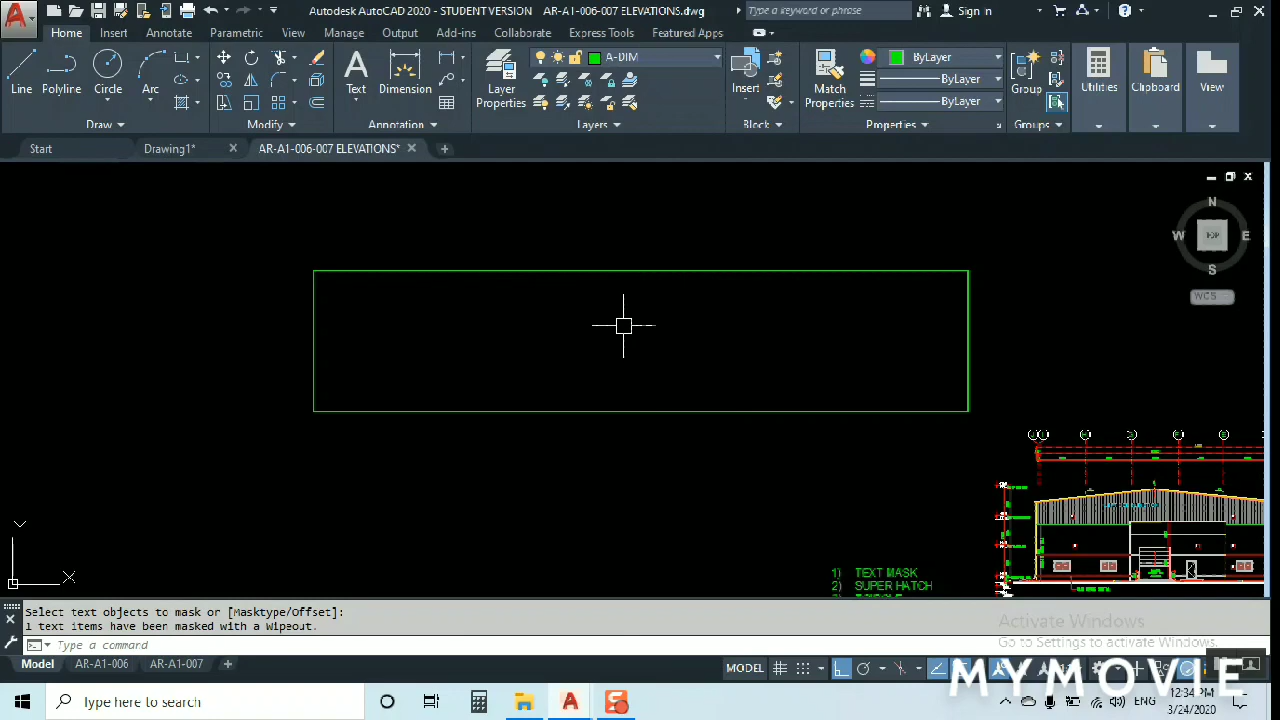 Autodesk AutoCAD 2020 - STUDENT VERSION AR-A1-006-007 ELEVATIONS.dwg
Type a keyword or phrase
Sign In
Home Insert Annotate Parametric View Manage Output Add-ins Collaborate Express Tools Featured Apps
Line Polyline Circle Arc
Text Dimension
Layer Properties
A-DIM
Insert
Match Properties
ByLayer
ByLayer
ByLayer
Group
Utilities
Clipboard
View
Draw Modify Annotation Layers Block Properties Groups
Start Drawing1* AR-A1-006-007 ELEVATIONS*
N
W TOP E
S
WCS
Y
X
1) TEXT MASK
2) SUPER HATCH
Select text objects to mask or [Masktype/Offset]:
1 text items have been masked with a Wipeout.
Type a command
Activate Windows
Go to Settings to activate Windows.
Model AR-A1-006 AR-A1-007
MODEL
MYMOVIE
Type here to search
ENG
12:34 PM
3/24/2020